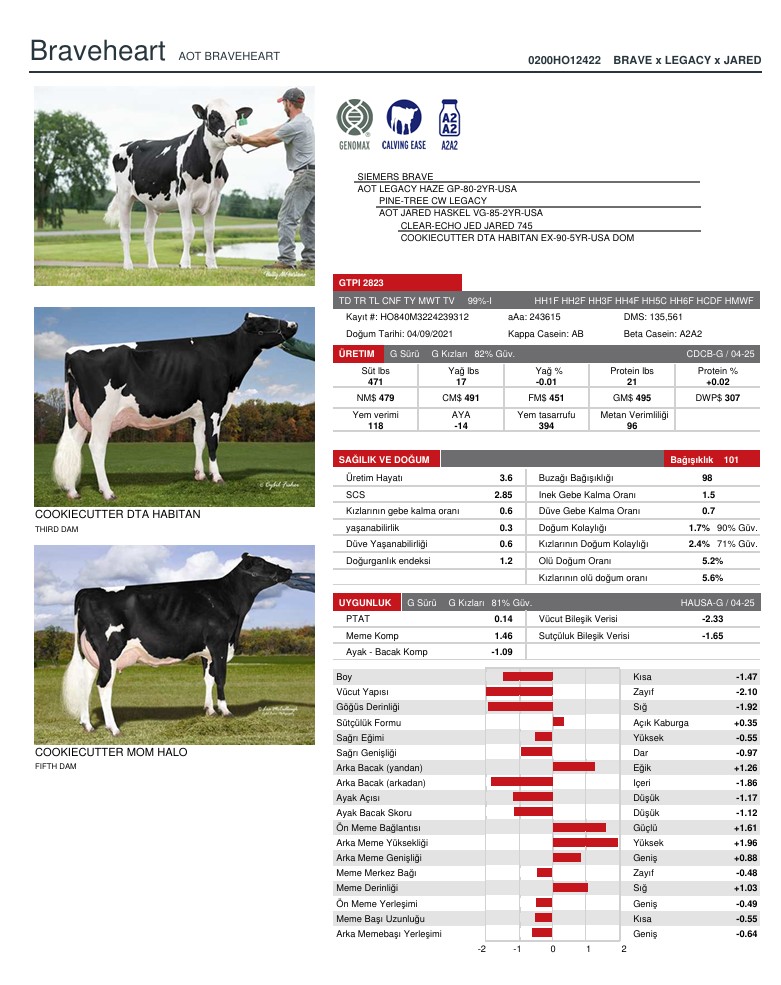 Braveheart AOT BRAVEHEART
0200HO12422 BRAVE x LEGACY x JARED
GENOMAX
CALVING EASE
A2
A2
A2A2
SIEMERS BRAVE
AOT LEGACY HAZE GP-80-2YR-USA
PINE-TREE CW LEGACY
AOT JARED HASKEL VG-85-2YR-USA
CLEAR-ECHO JED JARED 745
COOKIECUTTER DTA HABITAN EX-90-5YR-USA DOM
COOKIECUTTER DTA HABITAN
THIRD DAM
COOKIECUTTER MOM HALO
FIFTH DAM
GTPI 2823
TD TR TL CNF TY MWT TV 99%-I HH1F HH2F HH3F HH4F HH5C HH6F HCDF HMWF
Kayıt #: HO840M3224239312 aAa: 243615 DMS: 135,561
Doğum Tarihi: 04/09/2021 Kappa Casein: AB Beta Casein: A2A2
ÜRETIM G Sürü G Kızları 82% Güv. CDCB-G / 04-25
Süt lbs Yağ lbs Yağ % Protein lbs Protein %
471 17 -0.01 21 +0.02
NM$ 479 CM$ 491 FM$ 451 GM$ 495 DWP$ 307
Yem verimi AYA Yem tasarrufu Metan Verimliliği
118 -14 394 96
SAĞILIK VE DOĞUM Bağışıklık 101
Üretim Hayatı 3.6 Buzağı Bağışıklığı 98
SCS 2.85 Inek Gebe Kalma Oranı 1.5
Kızlarının gebe kalma oranı 0.6 Düve Gebe Kalma Oranı 0.7
yaşanabilirlik 0.3 Doğum Kolaylığı 1.7% 90% Güv.
Düve Yaşanabilirliği 0.6 Kızlarının Doğum Kolaylığı 2.4% 71% Güv.
Doğurganlık endeksi 1.2 Olü Doğum Oranı 5.2%
Kızlarının olü doğum oranı 5.6%
UYGUNLUK G Sürü G Kızları 81% Güv. HAUSA-G / 04-25
PTAT 0.14 Vücut Bileşik Verisi -2.33
Meme Komp 1.46 Sutçüluk Bileşik Verisi -1.65
Ayak - Bacak Komp -1.09
Boy Kısa -1.47
Vücut Yapısı Zayıf -2.10
Göğüs Derinliği Sığ -1.92
Sütçülük Formu Açık Kaburga +0.35
Sağrı Eğimi Yüksek -0.55
Sağrı Genişliği Dar -0.97
Arka Bacak (yandan) Eğik +1.26
Arka Bacak (arkadan) Içeri -1.86
Ayak Açısı Düşük -1.17
Ayak Bacak Skoru Düşük -1.12
Ön Meme Bağlantısı Güçlü +1.61
Arka Meme Yüksekliği Yüksek +1.96
Arka Meme Genişliği Geniş +0.88
Meme Merkez Bağı Zayıf -0.48
Meme Derinliği Sığ +1.03
Ön Meme Yerleşimi Geniş -0.49
Meme Başı Uzunluğu Kısa -0.55
Arka Memebaşı Yerleşimi Geniş -0.64
-2 -1 0 1 2